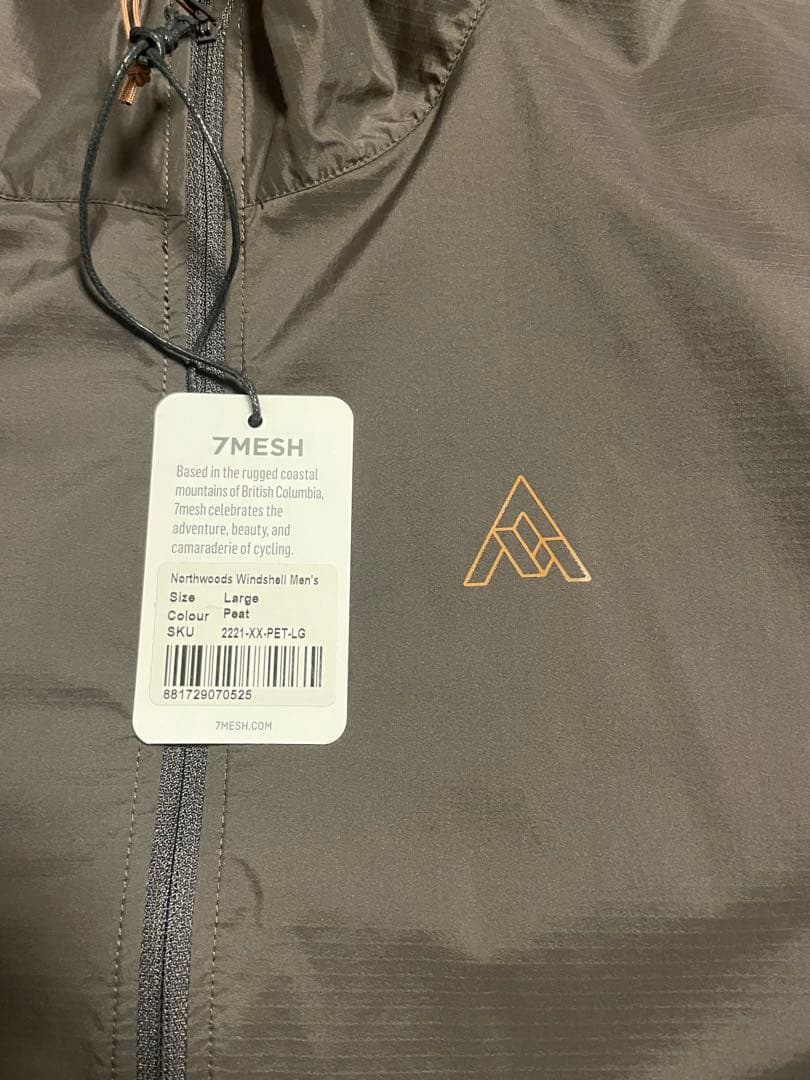 7MESH
Based in the rugged coastal
mountains of British Columbia,
7mesh celebrates the
adventure, beauty, and
camaraderie of cycling.
Northwoods Windshell Men's
Size Large
Colour Peat
SKU 2221-XX-PET-LG
881729070525
7MESH.COM